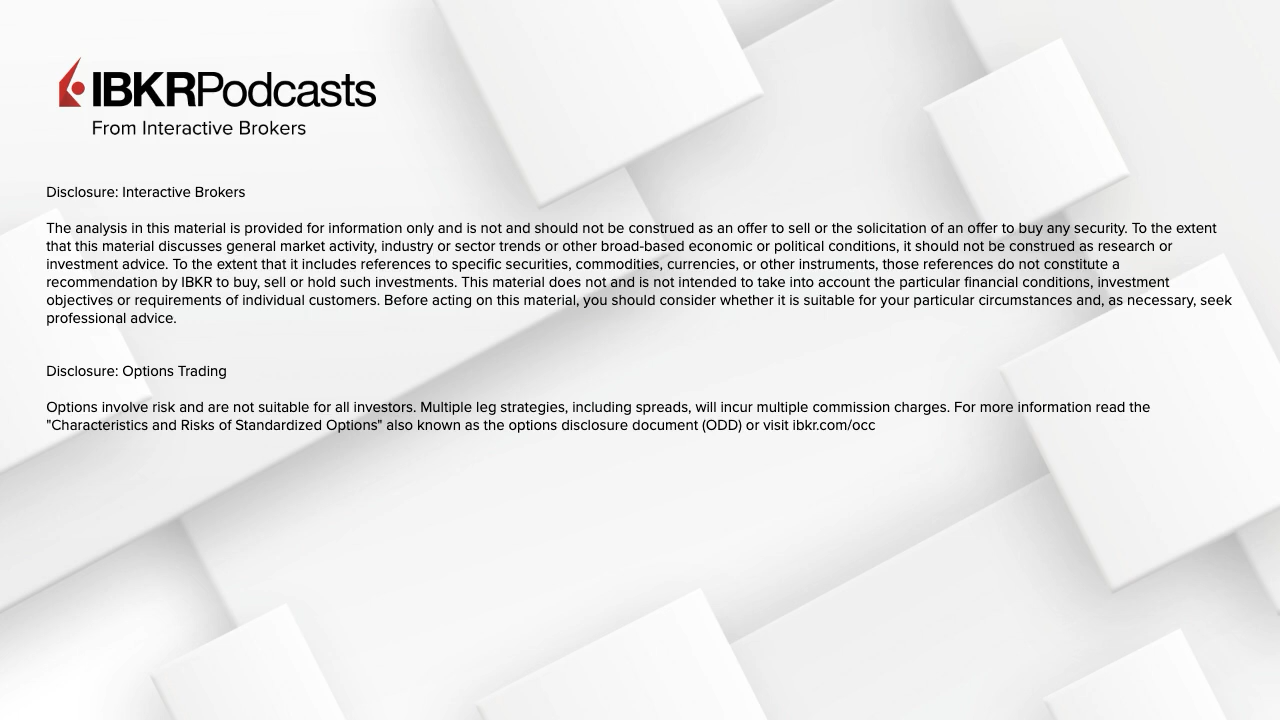 IBKRPodcasts
From Interactive Brokers
Disclosure: Interactive Brokers
The analysis in this material is provided for information only and is not and should not be construed as an offer to sell or the solicitation of an offer to buy any security. To the extent
that this material discusses general market activity, industry or sector trends or other broad-based economic or political conditions, it should not be construed as research or
investment advice. To the extent that it includes references to specific securities, commodities, currencies, or other instruments, those references do not constitute a
recommendation by IBKR to buy, sell or hold such investments. This material does not and is not intended to take into account the particular financial conditions, investment
objectives or requirements of individual customers. Before acting on this material, you should consider whether it is suitable for your particular circumstances and, as necessary, seek
professional advice.
Disclosure: Options Trading
Options involve risk and are not suitable for all investors. Multiple leg strategies, including spreads, will incur multiple commission charges. For more information read the
"Characteristics and Risks of Standardized Options" also known as the options disclosure document (ODD) or visit ibkr.com/occ